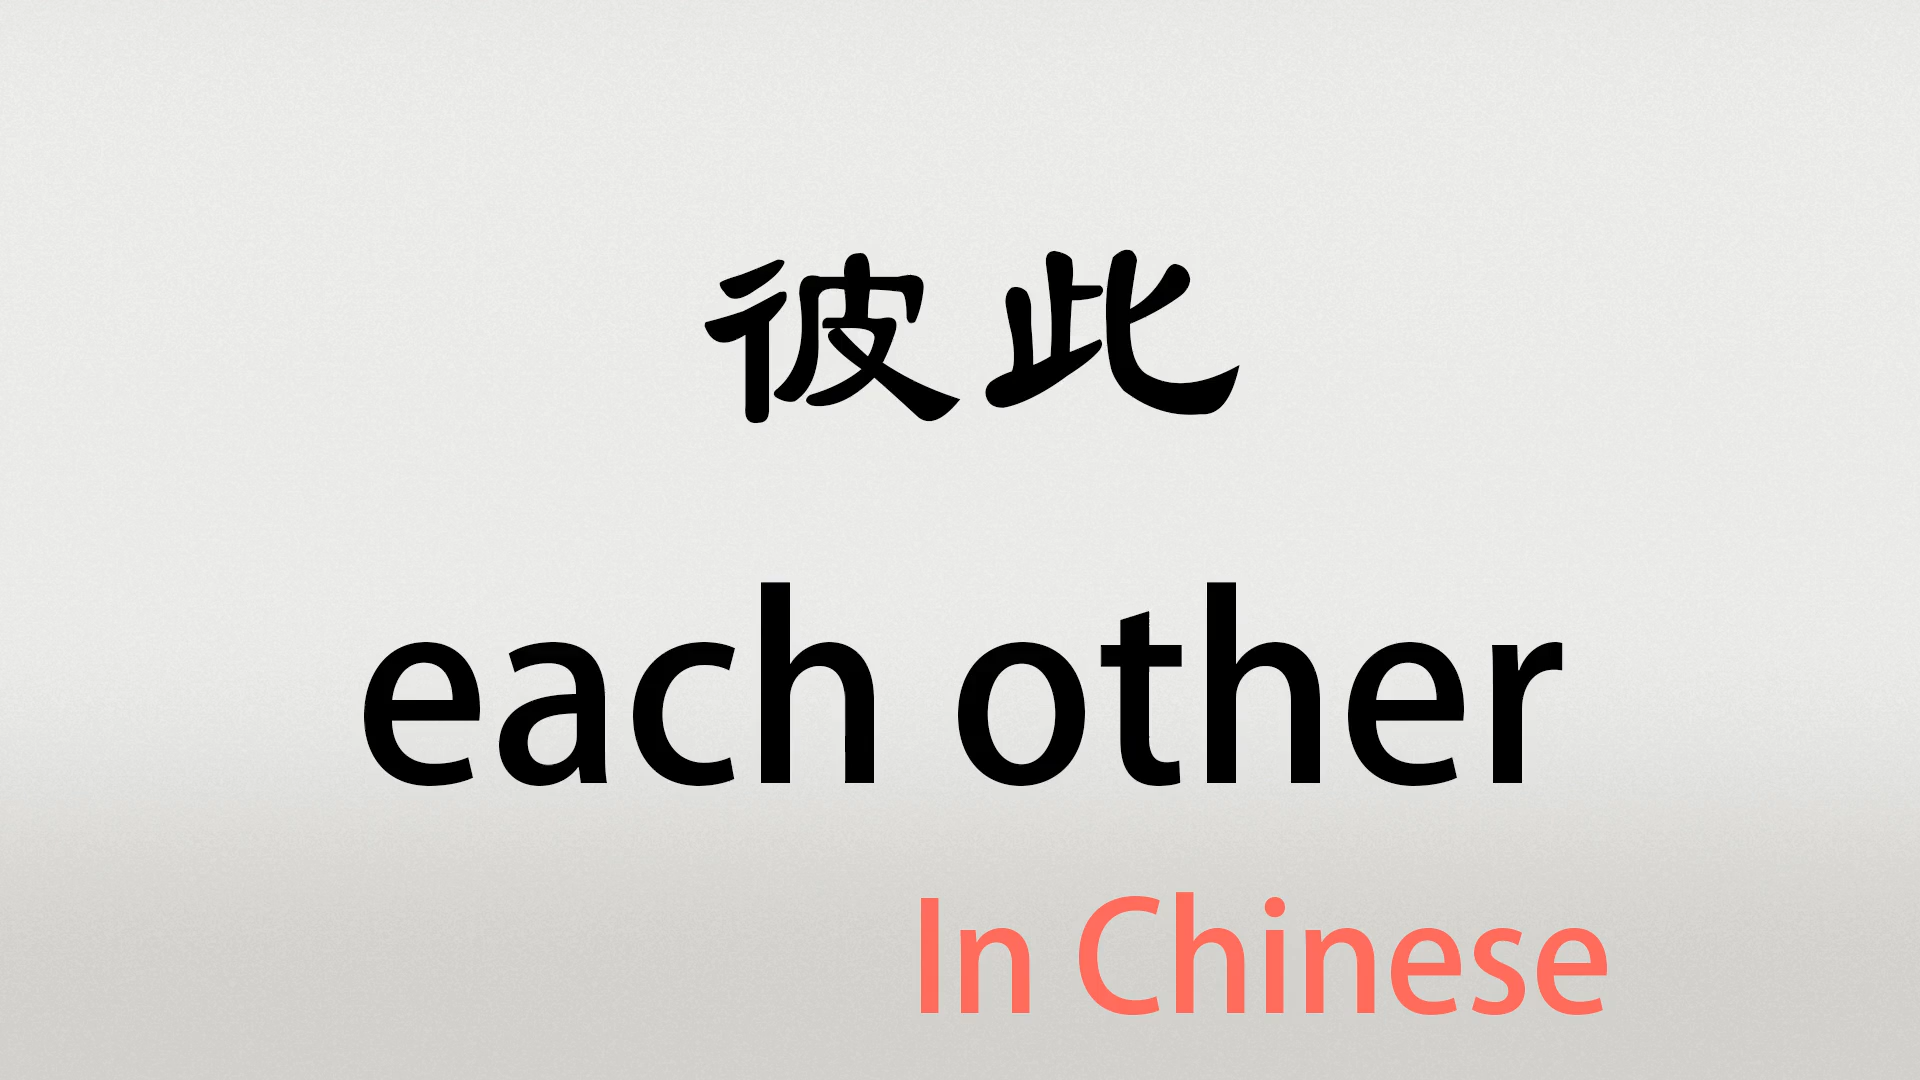 彼此
each other
In Chinese